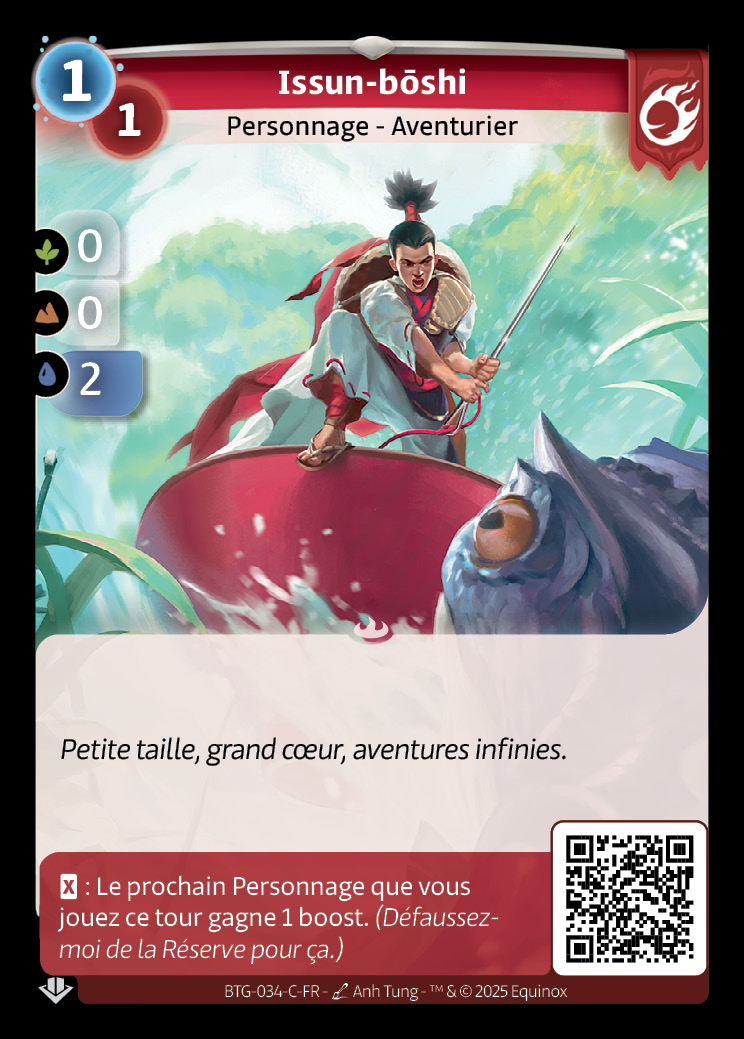 1
Issun-bōshi
1
Personnage - Aventurier
0
0
2
Petite taille, grand cœur, aventures infinies.
X : Le prochain Personnage que vous
jouez ce tour gagne 1 boost. (Défaussez-
moi de la Réserve pour ça.)
BTG-034-C-FR - Anh Tung - ™ & © 2025 Equinox